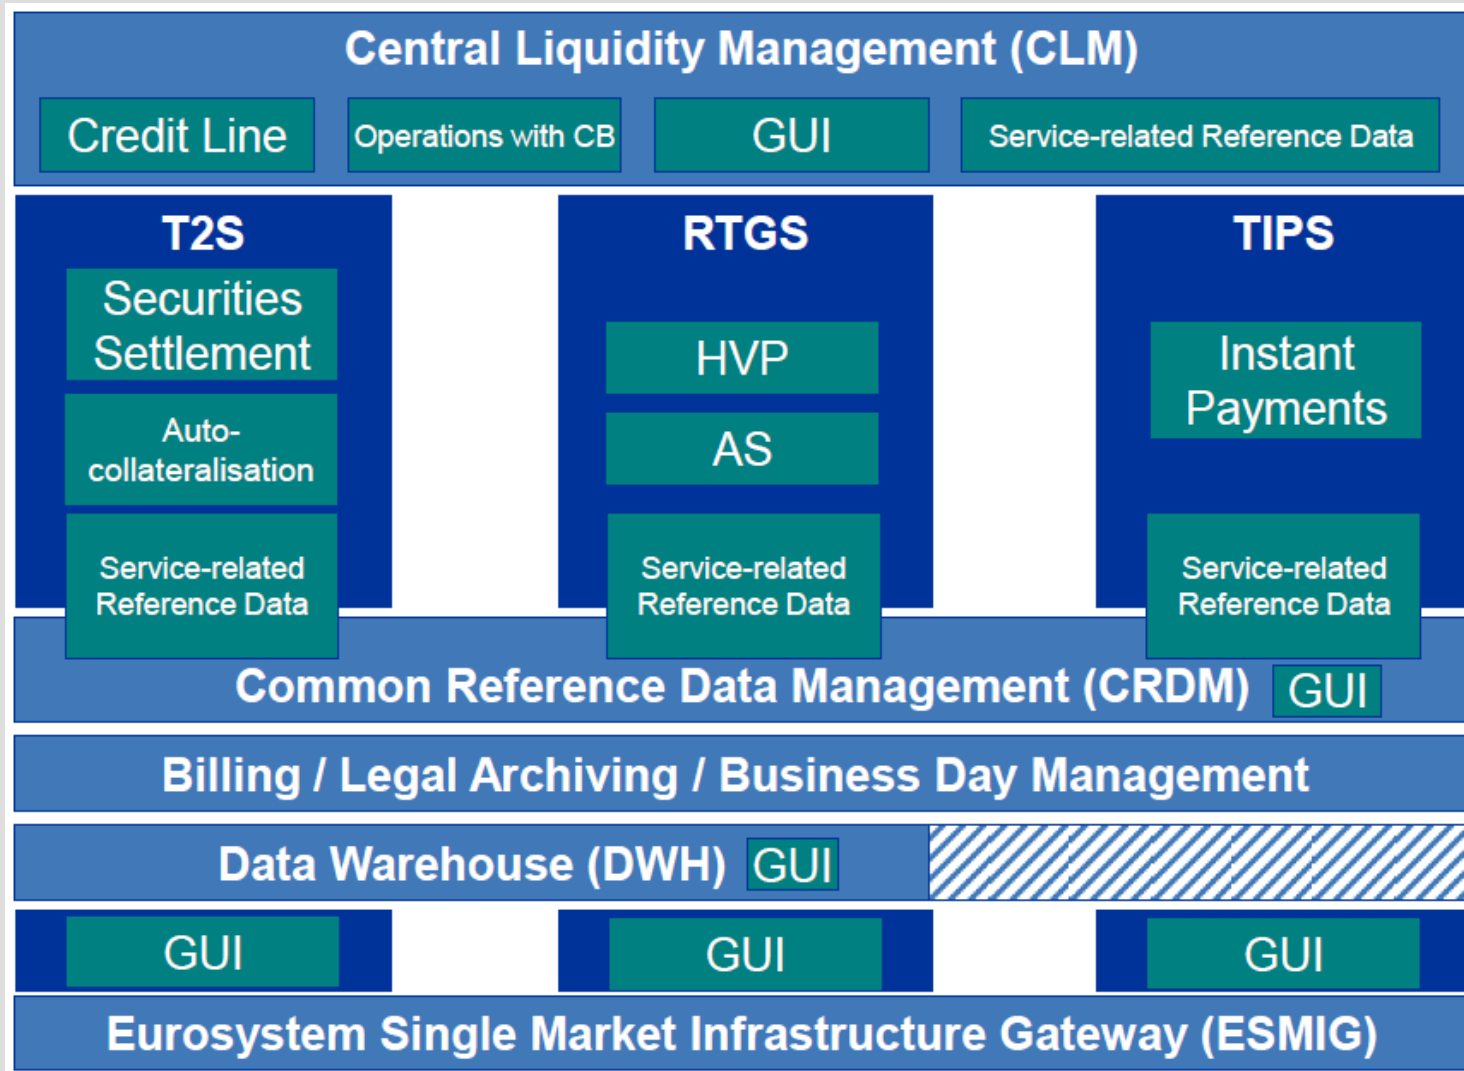 Central Liquidity Management (CLM)
Credit Line
Operations with CB
GUI
Service-related Reference Data
T2S
Securities
Settlement
Auto-
collateralisation
Service-related
Reference Data
RTGS
HVP
AS
Service-related
Reference Data
TIPS
Instant
Payments
Service-related
Reference Data
Common Reference Data Management (CRDM)
GUI
Billing / Legal Archiving / Business Day Management
Data Warehouse (DWH)
GUI
GUI
GUI
GUI
Eurosystem Single Market Infrastructure Gateway (ESMIG)